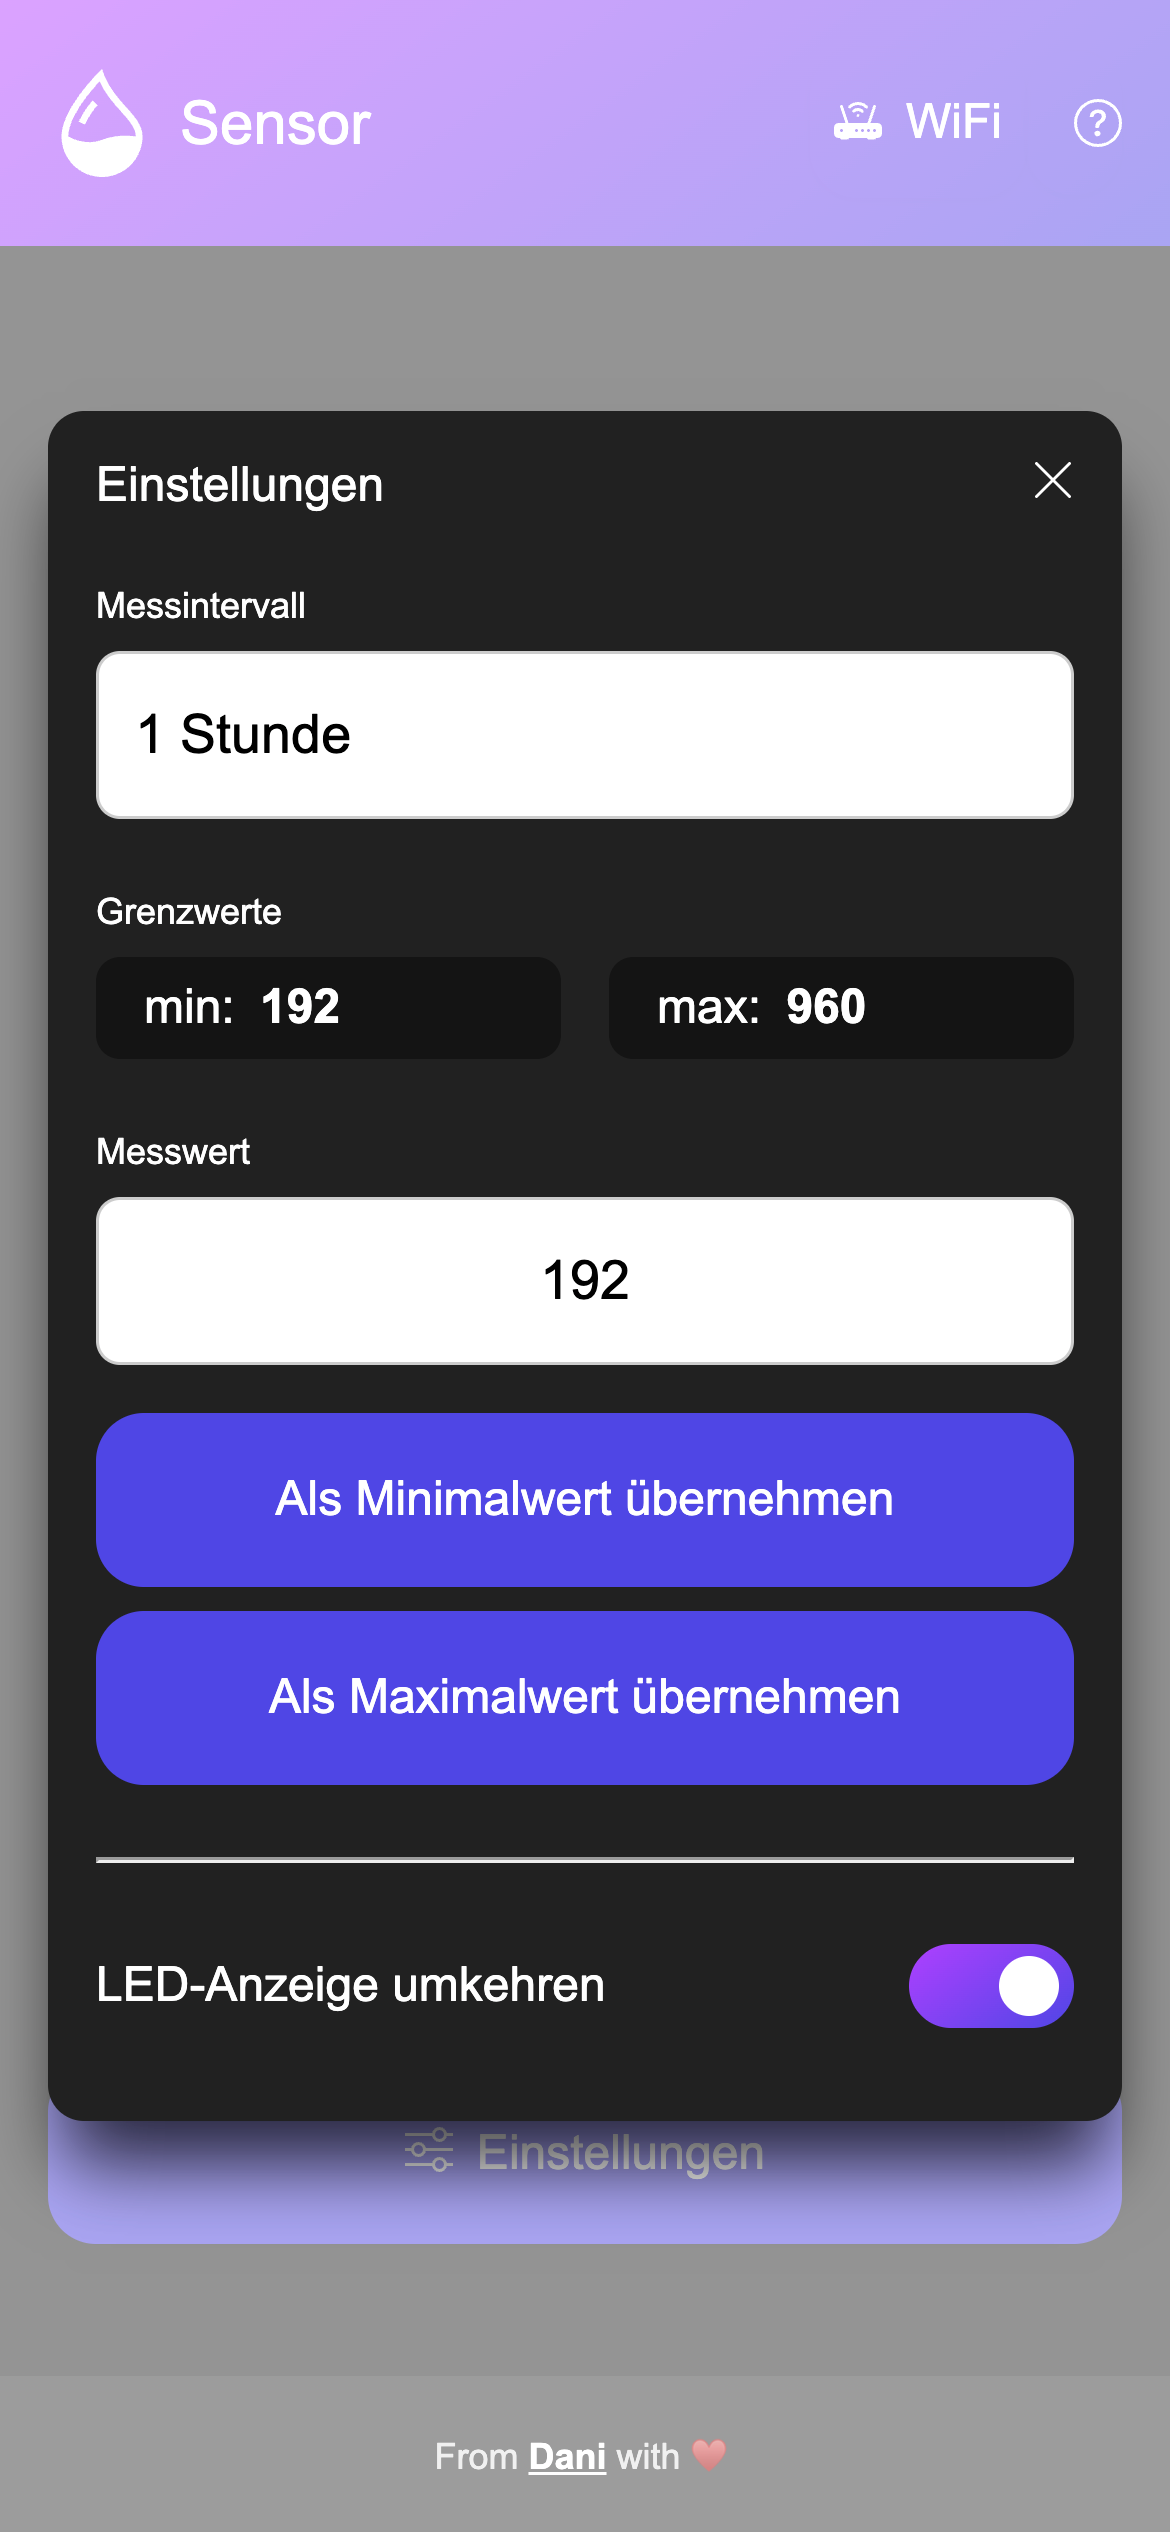 Sensor
WiFi
?
Einstellungen
Messintervall
1 Stunde
Grenzwerte
min: 192
max: 960
Messwert
192
Als Minimalwert übernehmen
Als Maximalwert übernehmen
LED-Anzeige umkehren
Einstellungen
From Dani with ❤️